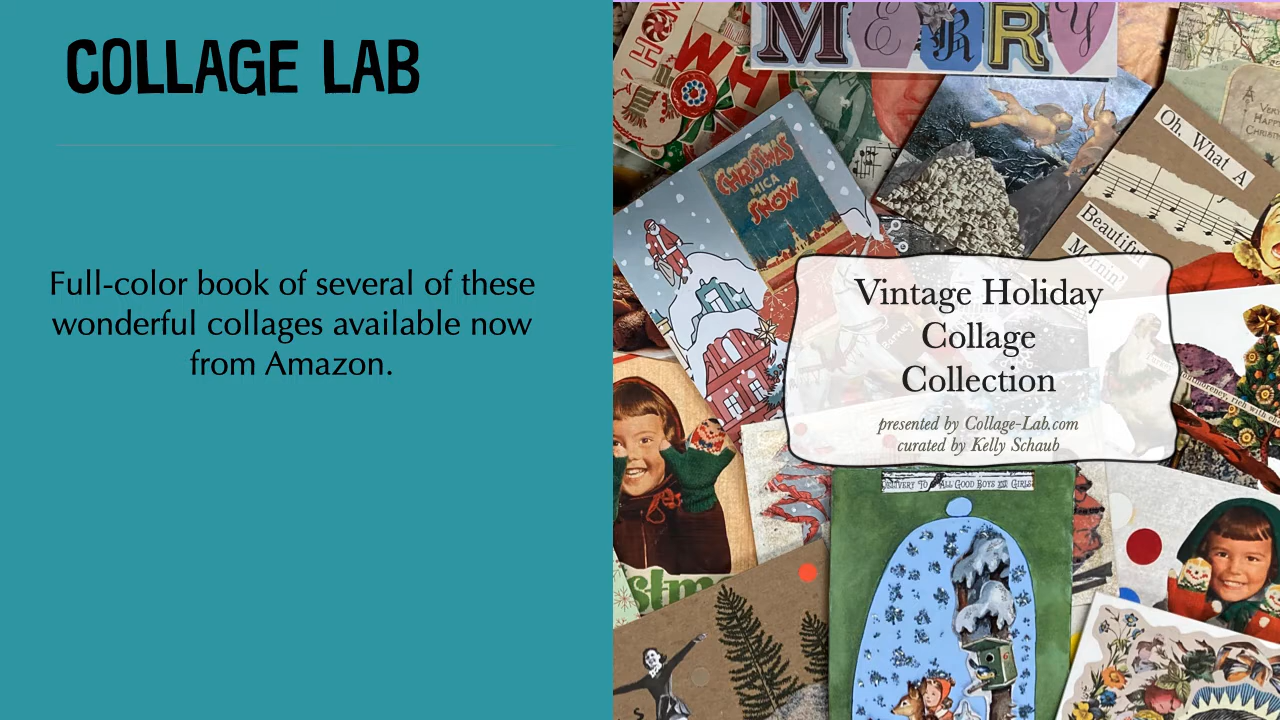 COLLAGE LAB
Full-color book of several of these
wonderful collages available now
from Amazon.
MERRY
CHRISTMAS
MICA
SNOW
Oh, What A
Beautiful
Mornin'
Vintage Holiday
Collage
Collection
presented by Collage-Lab.com
curated by Kelly Schaub
DELIVERY TO ALL GOOD BOYS AND GIRLS
stmas